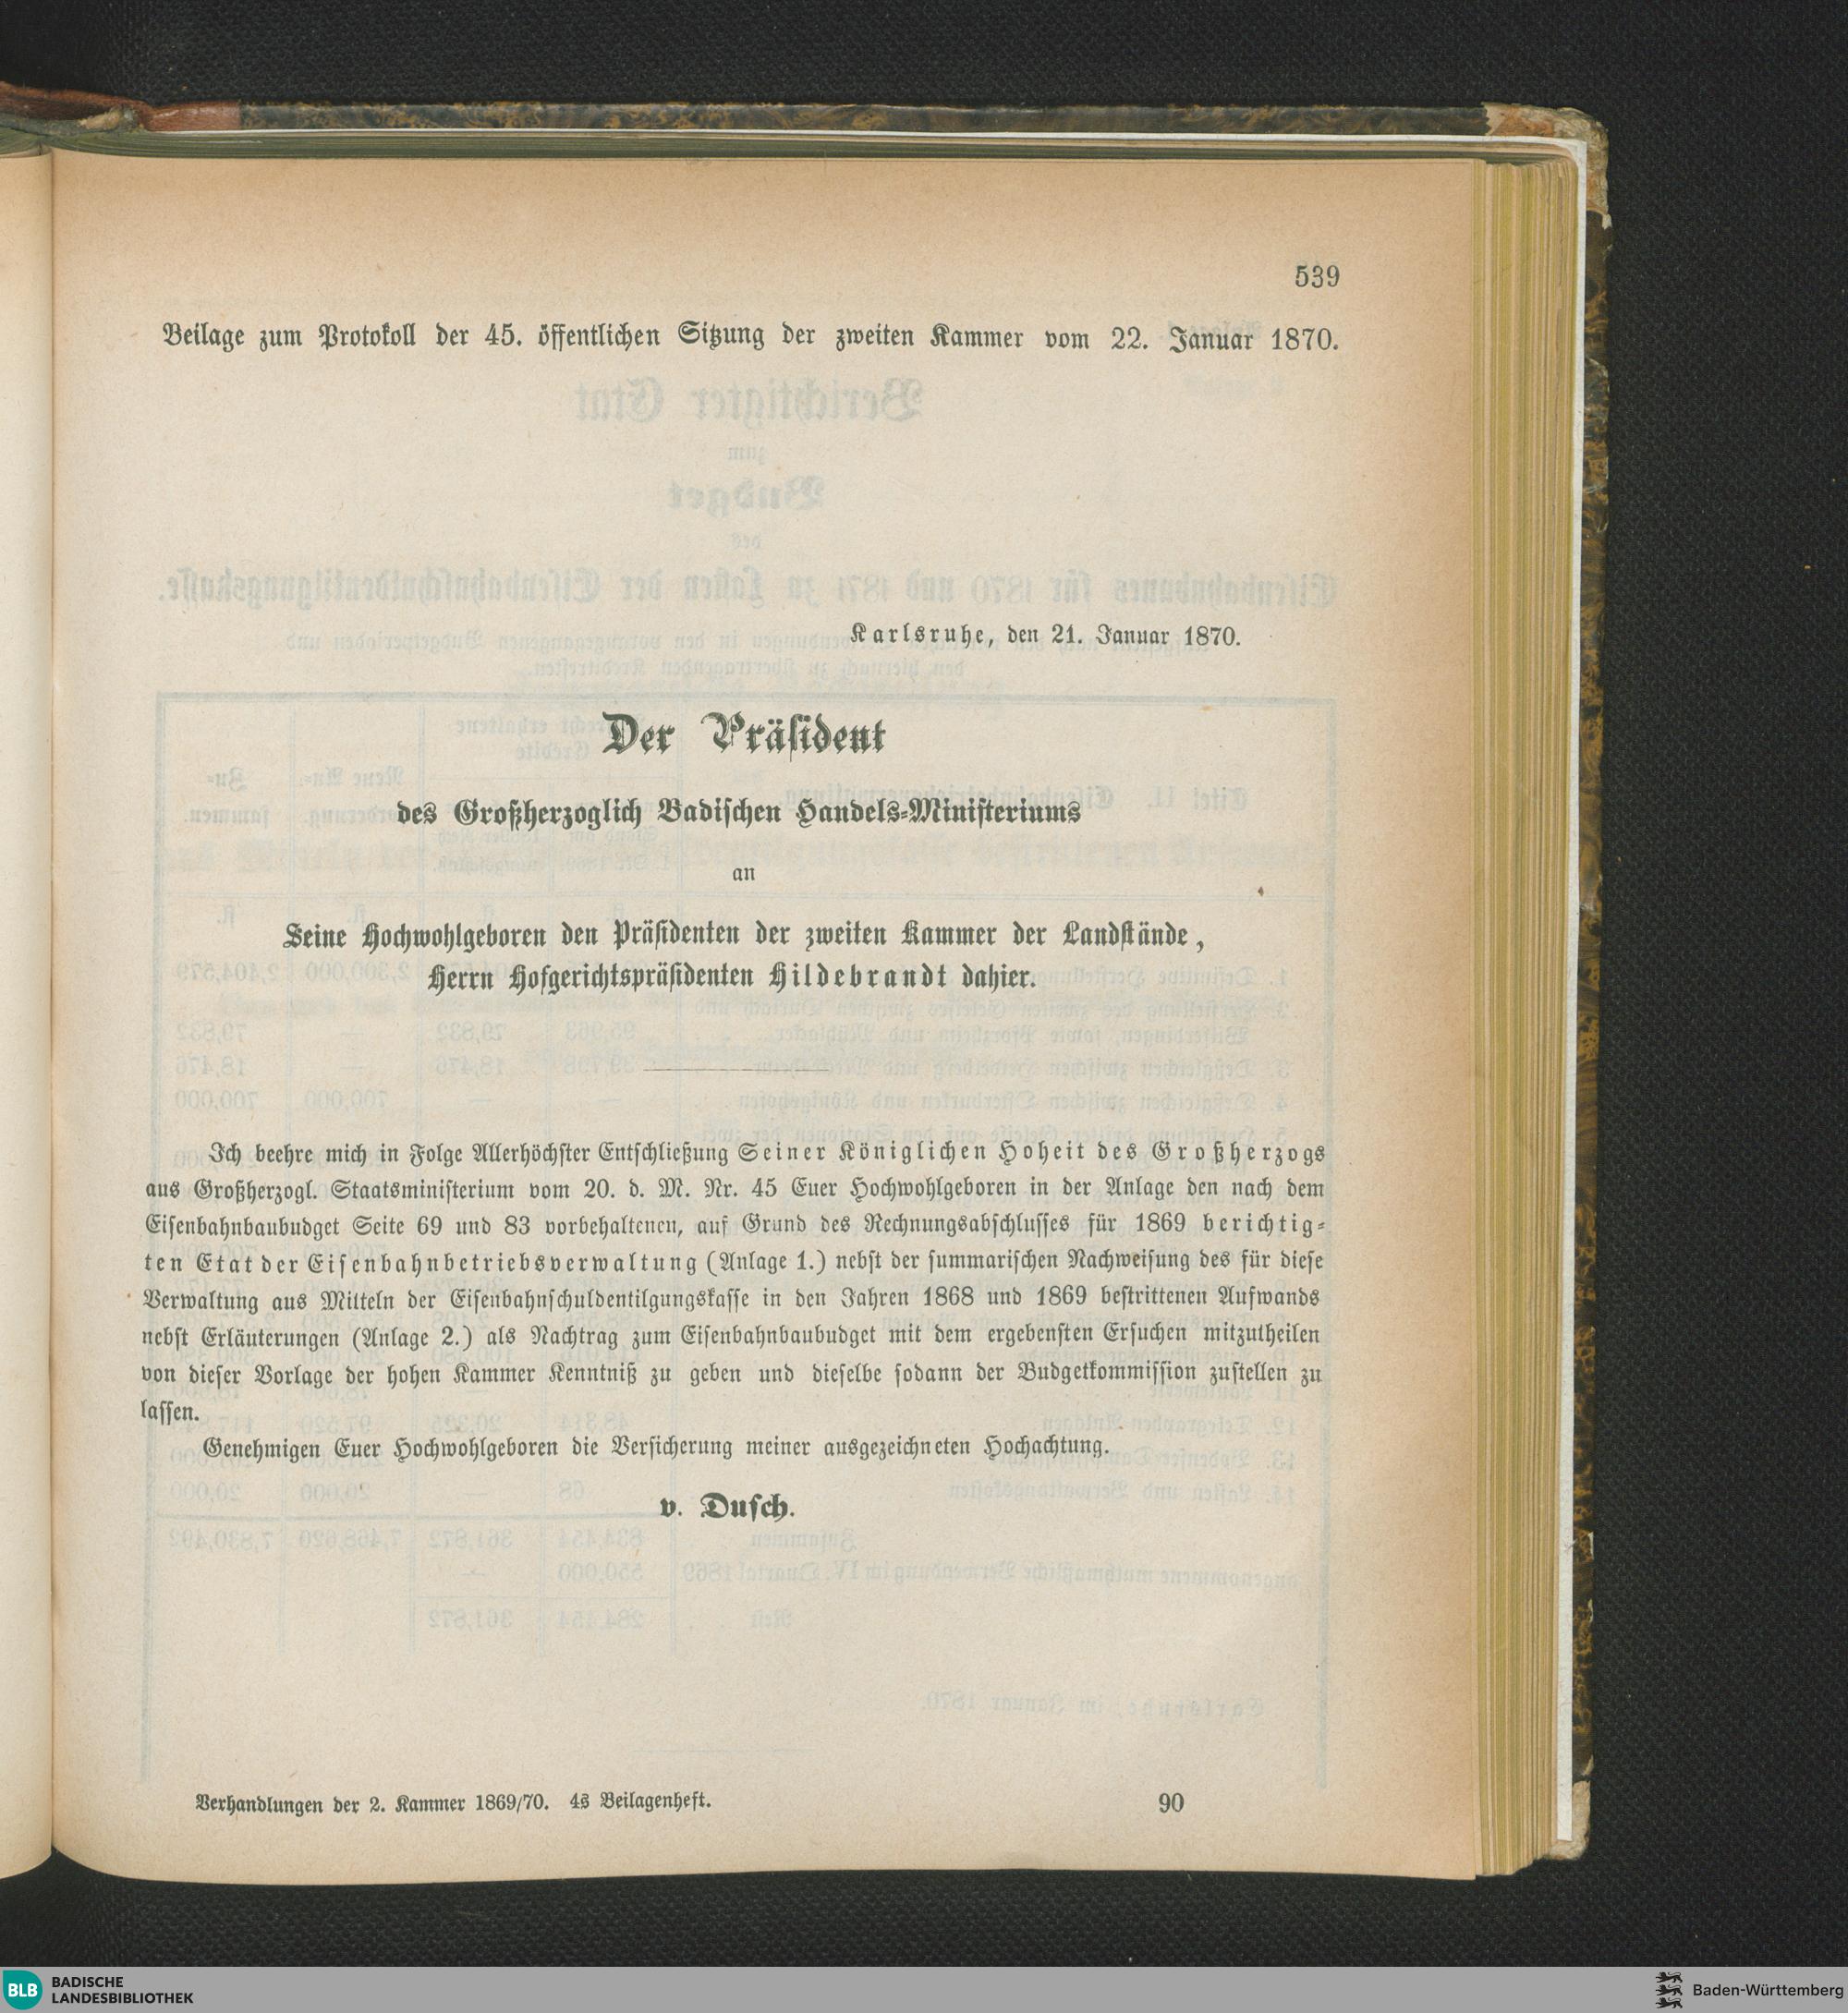 539
Beilage zum Protokoll der 45. öffentlichen Sitzung der zweiten Kammer vom 22. Januar 1870.
Karlsruhe, den 21. Januar 1870.
Der Präsident
des Großherzoglich Badischen Handels-Ministeriums
an
Seine Hochwohlgeboren den Präsidenten der zweiten Kammer der Landstände,
Herrn Hofgerichtspräsidenten Hildebrandt dahier.
Ich beehre mich in Folge Allerhöchster Entschließung Seiner Königlichen Hoheit des Großherzogs
aus Großherzogl. Staatsministerium vom 20. d. M. Nr. 45 Euer Hochwohlgeboren in der Anlage den nach dem
Eisenbahnbaubudget Seite 69 und 83 vorbehaltenen, auf Grund des Rechnungsabschlusses für 1869 berichtig-
ten Etat der Eisenbahnbetriebsverwaltung (Anlage 1.) nebst der summarischen Nachweisung des für diese
Verwaltung aus Mitteln der Eisenbahnschuldentilgungskasse in den Jahren 1868 und 1869 bestrittenen Aufwands
nebst Erläuterungen (Anlage 2.) als Nachtrag zum Eisenbahnbaubudget mit dem ergebensten Ersuchen mitzutheilen
von dieser Vorlage der hohen Kammer Kenntniß zu geben und dieselbe sodann der Budgetkommission zustellen zu
lassen.
Genehmigen Euer Hochwohlgeboren die Versicherung meiner ausgezeichneten Hochachtung.
v. Dusch.
Verhandlungen der 2. Kammer 1869/70. 4s Beilagenheft. 90
BLB BADISCHE
LANDESBIBLIOTHEK
Baden-Württemberg